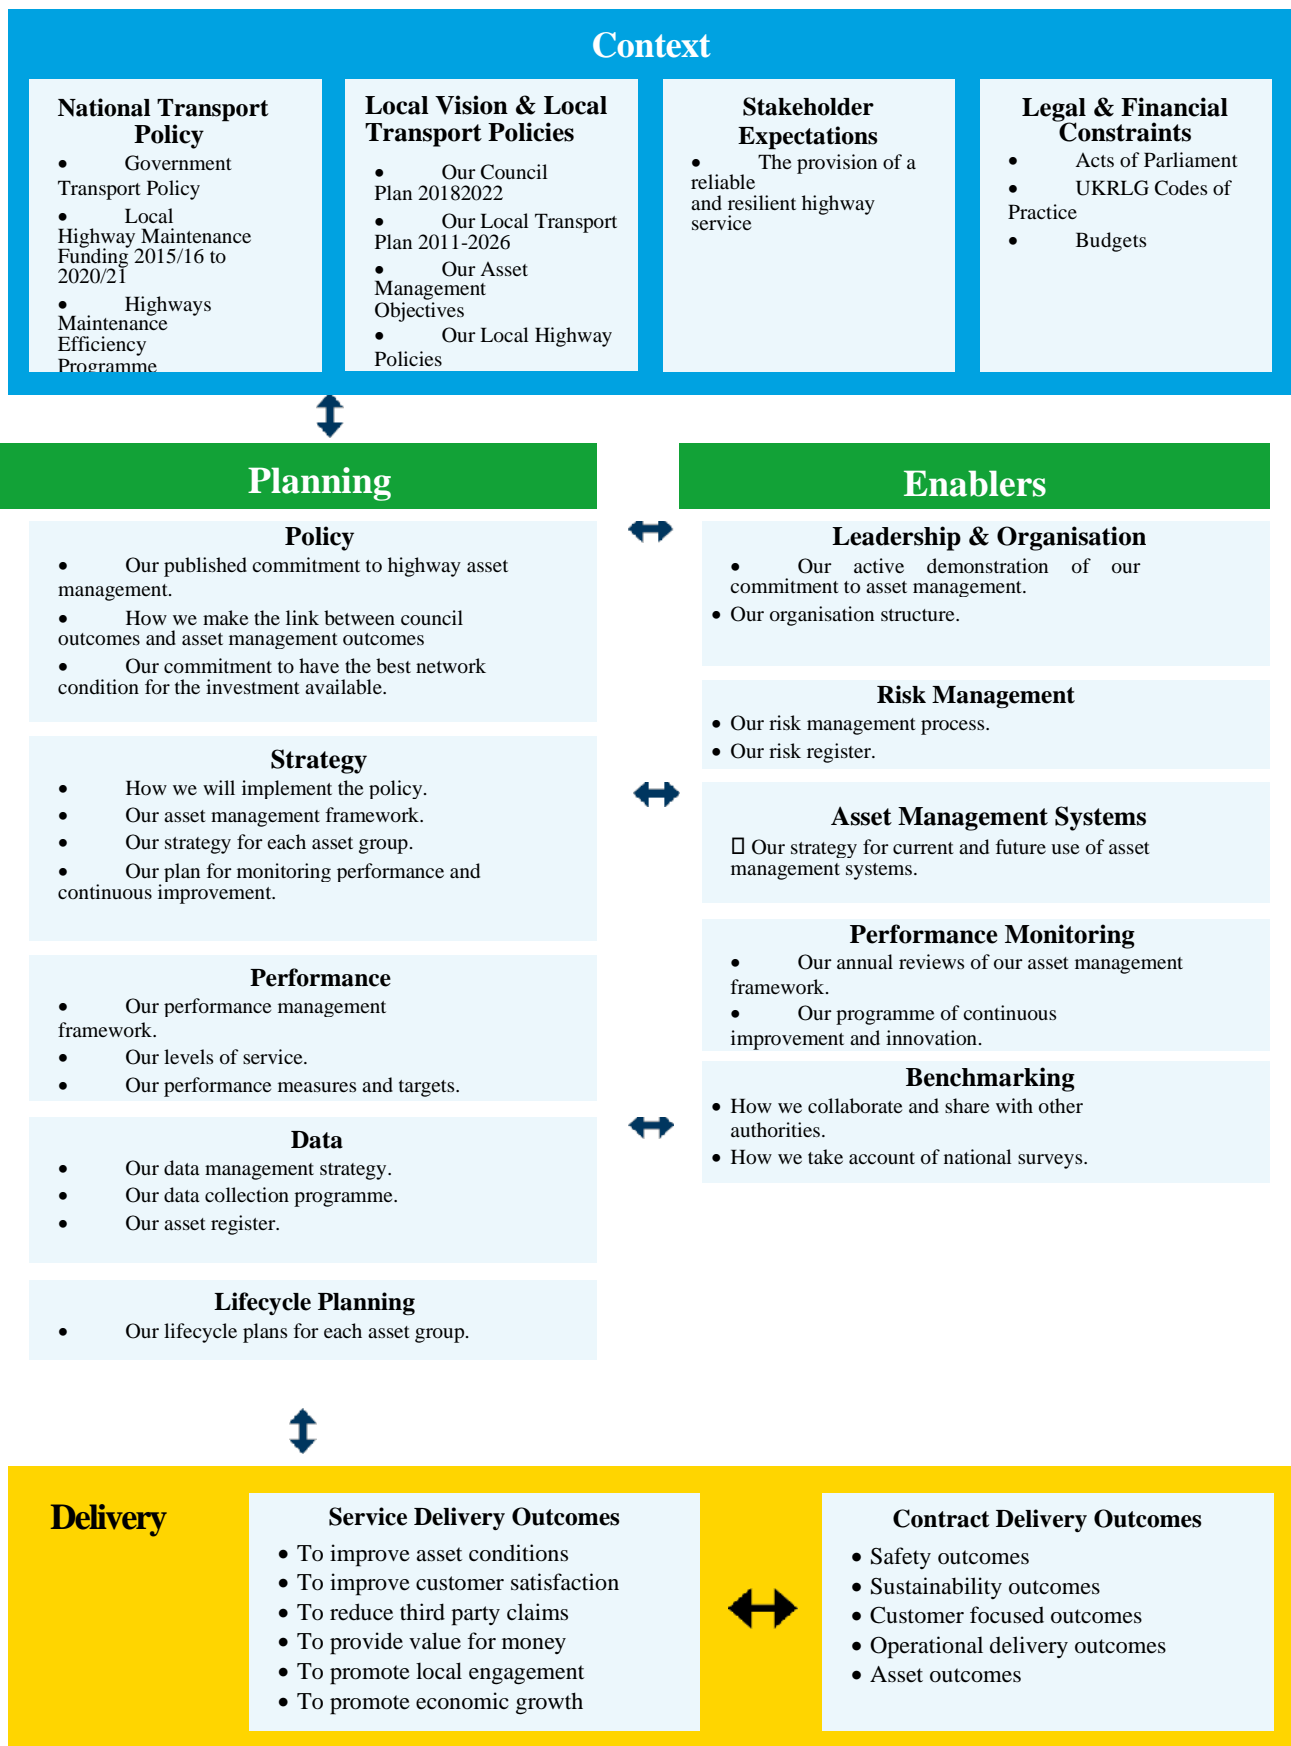 Context
National Transport
Policy
• Government
Transport Policy
• Local
Highway Maintenance
Funding 2015/16 to
2020/21
• Highways
Maintenance
Efficiency
Programme
Local Vision & Local
Transport Policies
• Our Council
Plan 20182022
• Our Local Transport
Plan 2011-2026
• Our Asset
Management
Objectives
• Our Local Highway
Policies
Stakeholder
Expectations
• The provision of a
reliable
and resilient highway
service
Legal & Financial
Constraints
• Acts of Parliament
• UKRLG Codes of
Practice
• Budgets
Planning
Policy
• Our published commitment to highway asset
management.
• How we make the link between council
outcomes and asset management outcomes
• Our commitment to have the best network
condition for the investment available.
Strategy
• How we will implement the policy.
• Our asset management framework.
• Our strategy for each asset group.
• Our plan for monitoring performance and
continuous improvement.
Performance
• Our performance management
framework.
• Our levels of service.
• Our performance measures and targets.
Data
• Our data management strategy.
• Our data collection programme.
• Our asset register.
Lifecycle Planning
• Our lifecycle plans for each asset group.
Enablers
Leadership & Organisation
• Our active demonstration of our
commitment to asset management.
• Our organisation structure.
Risk Management
• Our risk management process.
• Our risk register.
Asset Management Systems
▯ Our strategy for current and future use of asset
management systems.
Performance Monitoring
• Our annual reviews of our asset management
framework.
• Our programme of continuous
improvement and innovation.
Benchmarking
• How we collaborate and share with other
authorities.
• How we take account of national surveys.
Delivery
Service Delivery Outcomes
• To improve asset conditions
• To improve customer satisfaction
• To reduce third party claims
• To provide value for money
• To promote local engagement
• To promote economic growth
Contract Delivery Outcomes
• Safety outcomes
• Sustainability outcomes
• Customer focused outcomes
• Operational delivery outcomes
• Asset outcomes